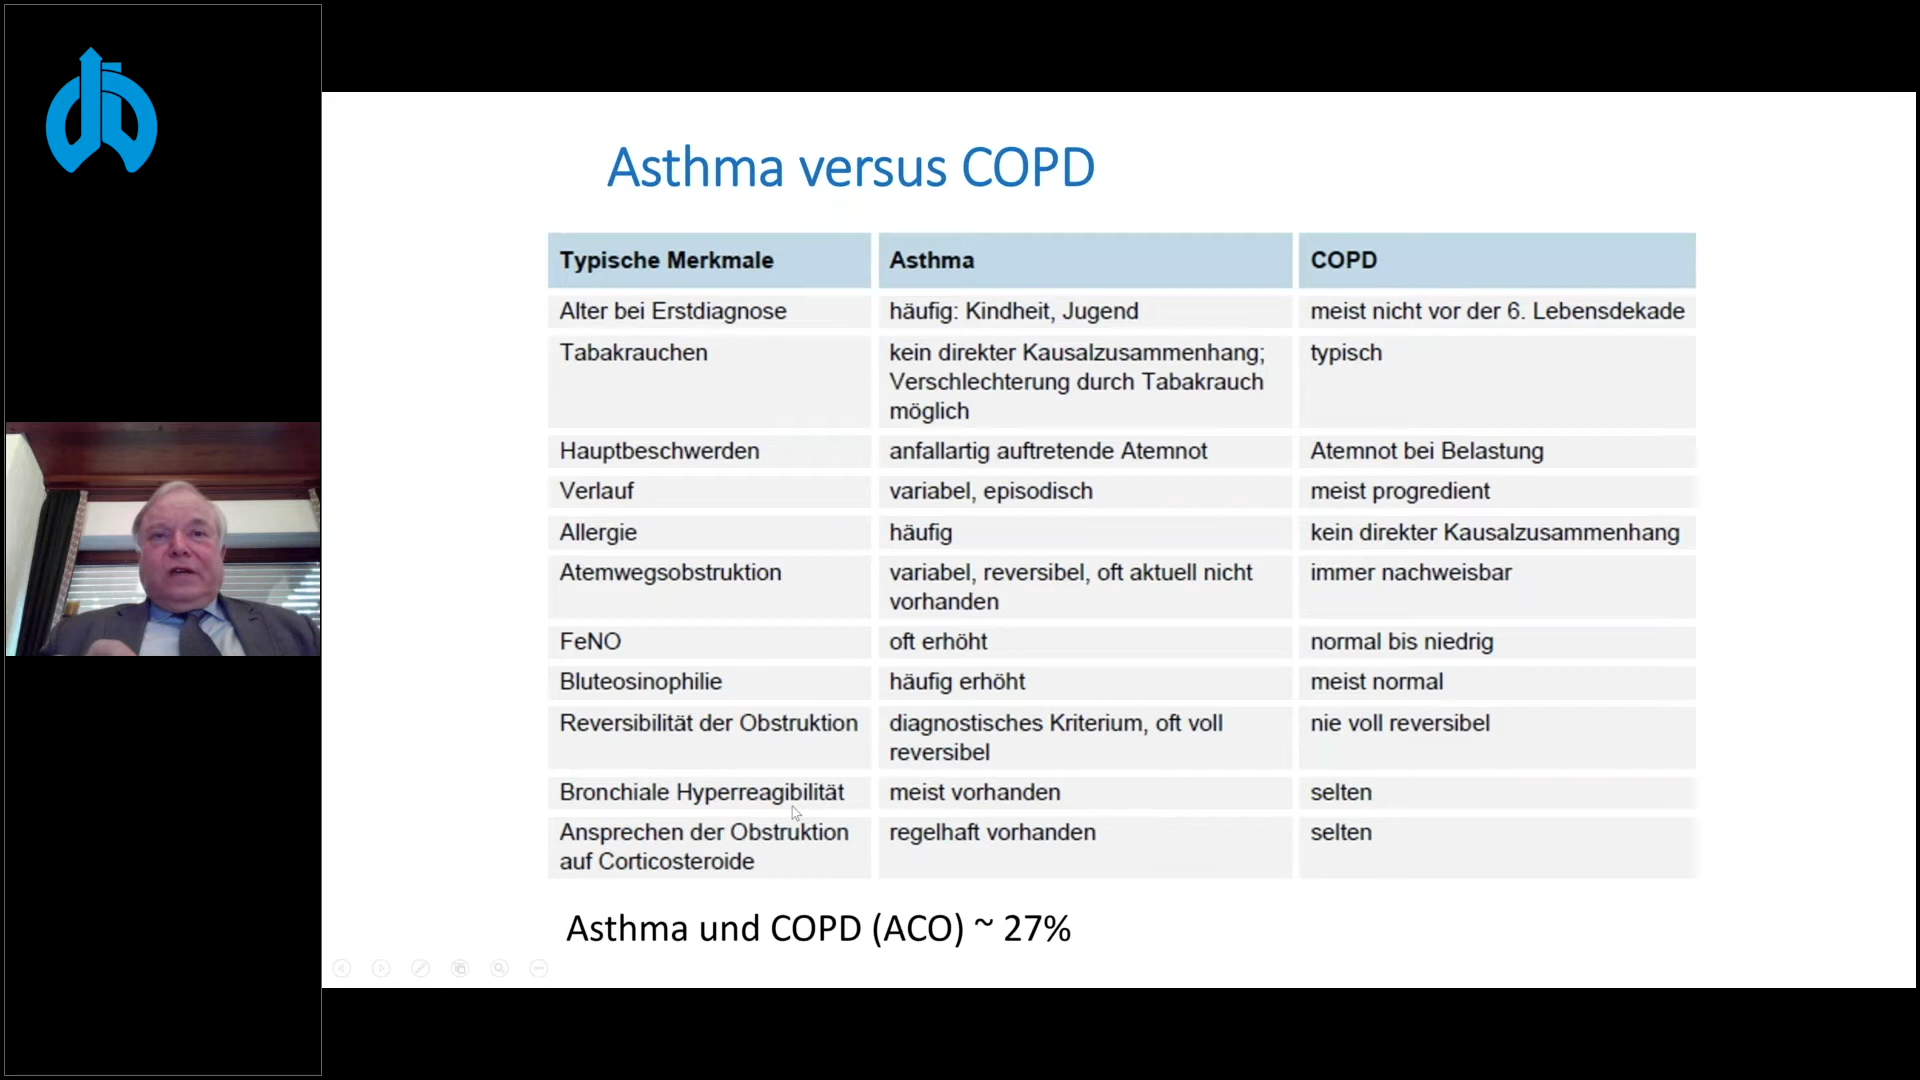 Asthma versus COPD
Typische Merkmale
Asthma
COPD
Alter bei Erstdiagnose
häufig: Kindheit, Jugend
meist nicht vor der 6. Lebensdekade
Tabakrauchen
kein direkter Kausalzusammenhang;
Verschlechterung durch Tabakrauch
möglich
typisch
Hauptbeschwerden
anfallartig auftretende Atemnot
Atemnot bei Belastung
Verlauf
variabel, episodisch
meist progredient
Allergie
häufig
kein direkter Kausalzusammenhang
Atemwegsobstruktion
variabel, reversibel, oft aktuell nicht
vorhanden
immer nachweisbar
FeNO
oft erhöht
normal bis niedrig
Bluteosinophilie
häufig erhöht
meist normal
Reversibilität der Obstruktion
diagnostisches Kriterium, oft voll
reversibel
nie voll reversibel
Bronchiale Hyperreagibilität
meist vorhanden
selten
Ansprechen der Obstruktion
auf Corticosteroide
regelhaft vorhanden
selten
Asthma und COPD (ACO) ~ 27%